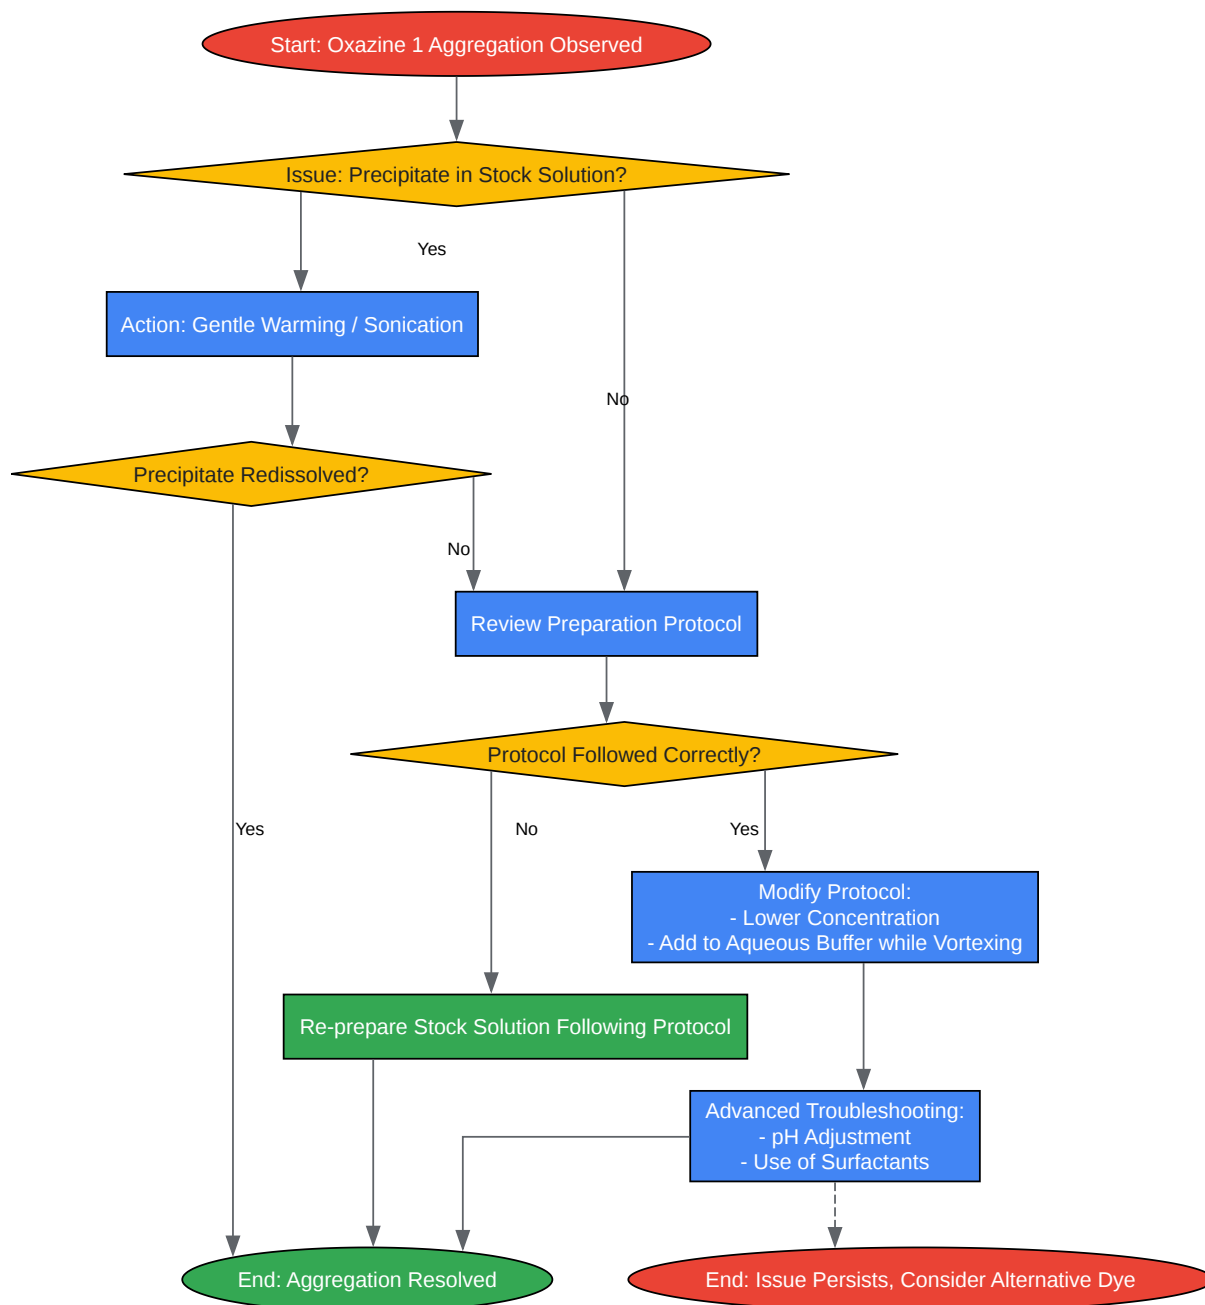 Start: Oxazine 1 Aggregation Observed
Issue: Precipitate in Stock Solution?
Yes
Action: Gentle Warming / Sonication
No
Precipitate Redissolved?
No
Review Preparation Protocol
Protocol Followed Correctly?
Yes
No
Yes
Modify Protocol:
- Lower Concentration
- Add to Aqueous Buffer while Vortexing
Re-prepare Stock Solution Following Protocol
Advanced Troubleshooting:
- pH Adjustment
- Use of Surfactants
End: Aggregation Resolved
End: Issue Persists, Consider Alternative Dye